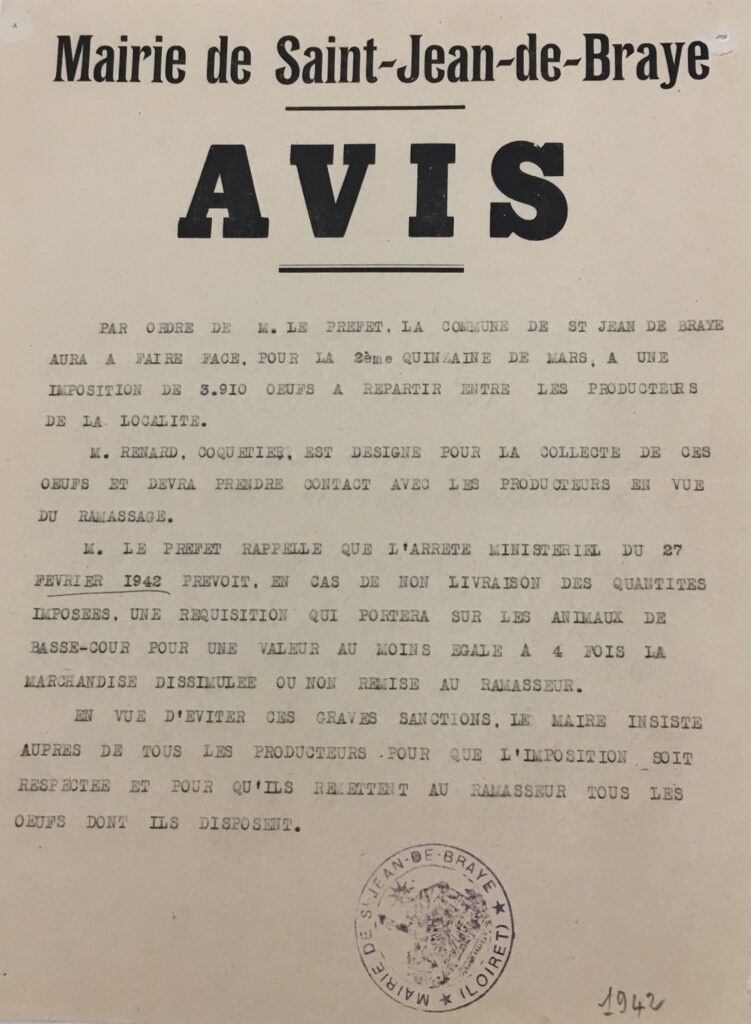 Mairie de Saint-Jean-de-Braye
AVIS
PAR ORDRE DE M. LE PREFET, LA COMMUNE DE ST JEAN DE BRAYE
AURA A FAIRE FACE, POUR LA 2ème QUINZAINE DE MARS, A UNE
IMPOSITION DE 3.910 OEUFS A REPARTIR ENTRE LES PRODUCTEURS
DE LA LOCALITE.
M. RENARD, COQUETIER, EST DESIGNE POUR LA COLLECTE DE CES
OEUFS ET DEVRA PRENDRE CONTACT AVEC LES PRODUCTEURS EN VUE
DU RAMASSAGE.
M. LE PREFET RAPPELLE QUE L'ARRETE MINISTERIEL DU 27
FEVRIER 1942 PREVOIT, EN CAS DE NON LIVRAISON DES QUANTITES
IMPOSEES, UNE REQUISITION QUI PORTERA SUR LES ANIMAUX DE
BASSE-COUR POUR UNE VALEUR AU MOINS EGALE A 4 FOIS LA
MARCHANDISE DISSIMULEE OU NON REMISE AU RAMASSEUR.
EN VUE D'EVITER CES GRAVES SANCTIONS, LE MAIRE INSISTE
AUPRES DE TOUS LES PRODUCTEURS POUR QUE L'IMPOSITION SOIT
RESPECTEE ET POUR QU'ILS REMETTENT AU RAMASSEUR TOUS LES
OEUFS DONT ILS DISPOSENT.
MAIRIE DE ST JEAN-DE-BRAYE ★ (LOIRET) ★
1942